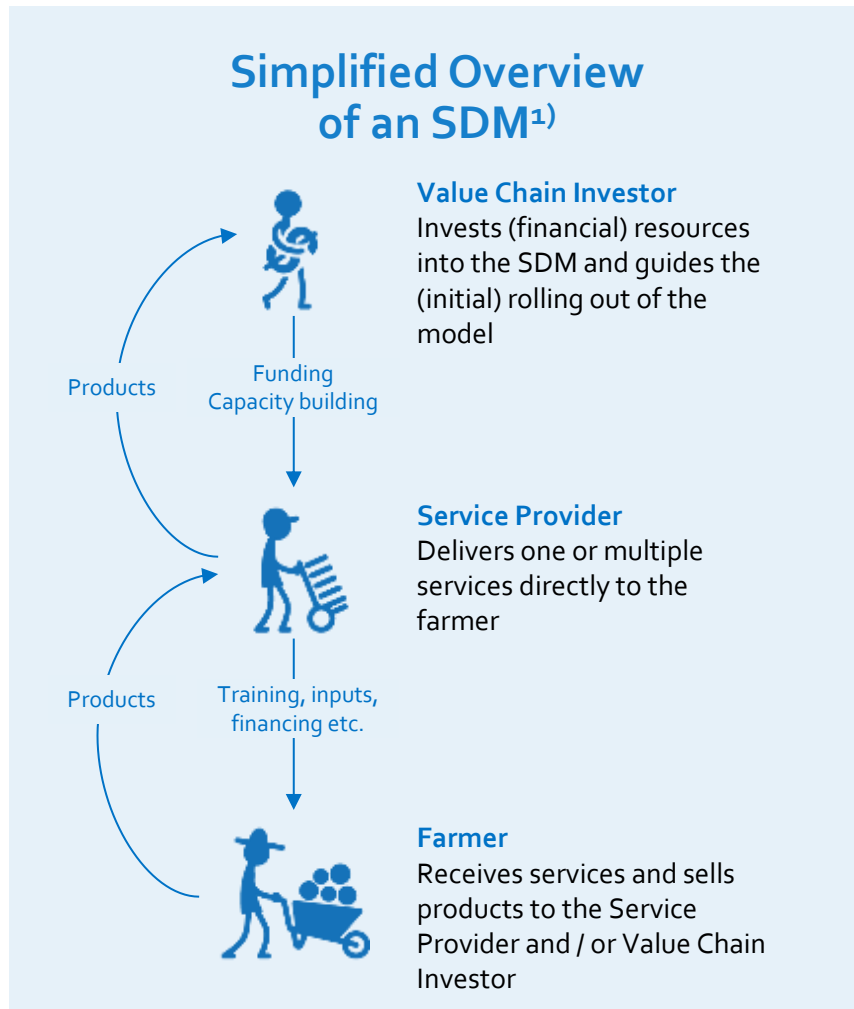 Simplified Overview
of an SDM¹⁾
Value Chain Investor
Invests (financial) resources
into the SDM and guides the
(initial) rolling out of the
model
Products
Funding
Capacity building
Service Provider
Delivers one or multiple
services directly to the
farmer
Products
Training, inputs,
financing etc.
Farmer
Receives services and sells
products to the Service
Provider and / or Value Chain
Investor